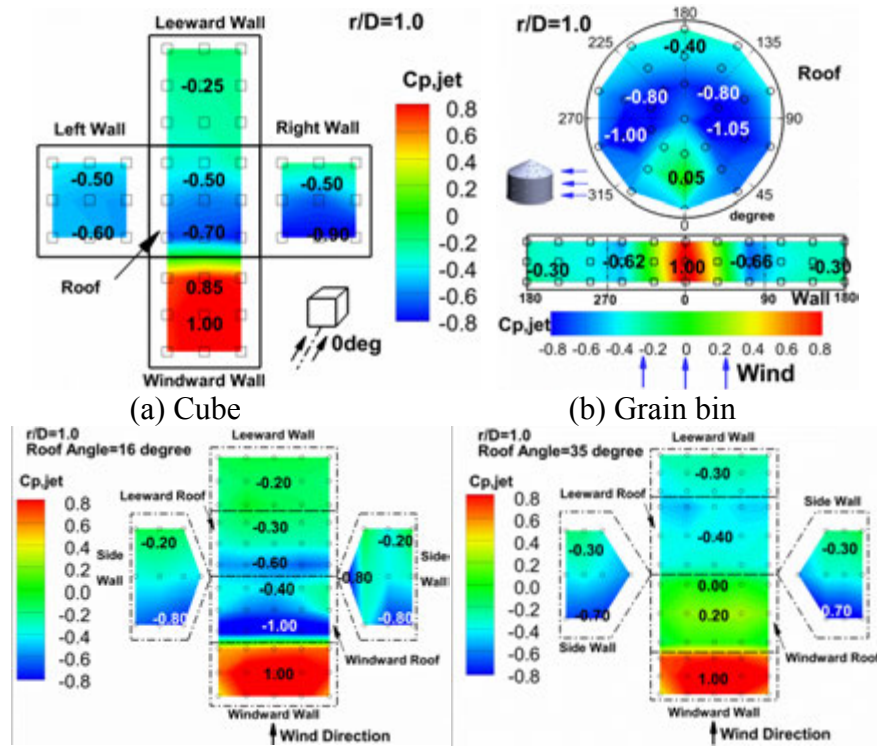 Leeward Wall
r/D=1.0
-0.25
Cp,jet
0.8
0.6
0.4
0.2
0
-0.2
-0.4
-0.6
-0.8
Left Wall
Right Wall
-0.50
-0.50
-0.50
-0.60
-0.70
0.90
Roof
0.85
1.00
0deg
Windward Wall
(a) Cube
r/D=1.0
180
225
135
-0.40
Roof
-0.80
-0.80
270
-1.00
-1.05
90
0.05
315
45
0
degree
-0.30
-0.62
1.00
-0.66
-0.30
180
270
0
90
180
Wall
Cp,jet
-0.8 -0.6 -0.4 -0.2 0 0.2 0.4 0.6 0.8
Wind
(b) Grain bin
r/D=1.0
Roof Angle=16 degree
Leeward Wall
Cp,jet
0.8
0.6
0.4
0.2
0.0
-0.2
-0.4
-0.6
-0.8
-0.20
Leeward Roof
-0.30
-0.20
Side
Wall
-0.60
-0.80
-0.40
-0.20
Side
Wall
-0.80
-1.00
-0.80
Windward Roof
1.00
Windward Wall
Wind Direction
r/D=1.0
Roof Angle=35 degree
Leeward Wall
Cp,jet
0.8
0.6
0.4
0.2
0.0
-0.2
-0.4
-0.6
-0.8
-0.30
Leeward Roof
Side Wall
-0.40
-0.30
-0.30
0.00
0.20
-0.70
0.70
Side Wall
Windward Roof
1.00
Windward Wall
Wind Direction